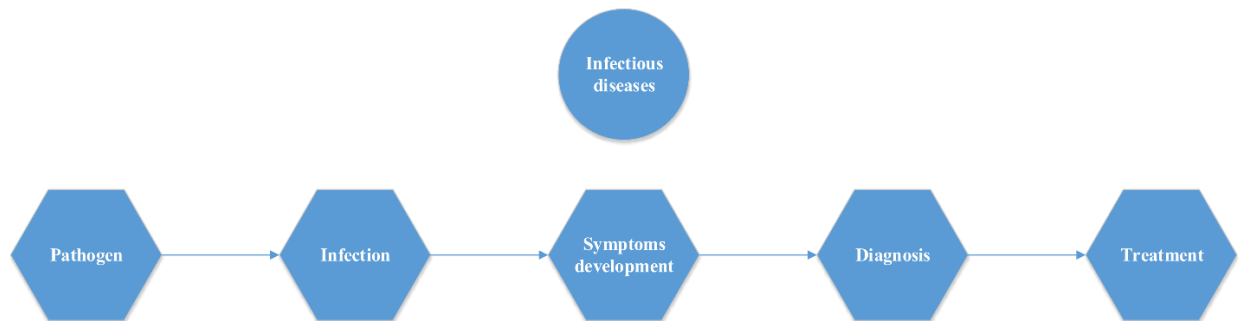 Infectious
diseases
Pathogen
Infection
Symptoms
development
Diagnosis
Treatment